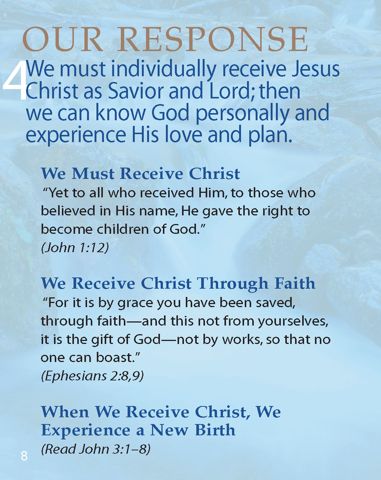 OUR RESPONSE
4
We must individually receive Jesus
Christ as Savior and Lord; then
we can know God personally and
experience His love and plan.
We Must Receive Christ
“Yet to all who received Him, to those who
believed in His name, He gave the right to
become children of God.”
(John 1:12)
We Receive Christ Through Faith
“For it is by grace you have been saved,
through faith—and this not from yourselves,
it is the gift of God—not by works, so that no
one can boast.”
(Ephesians 2:8,9)
When We Receive Christ, We
Experience a New Birth
(Read John 3:1–8)
8